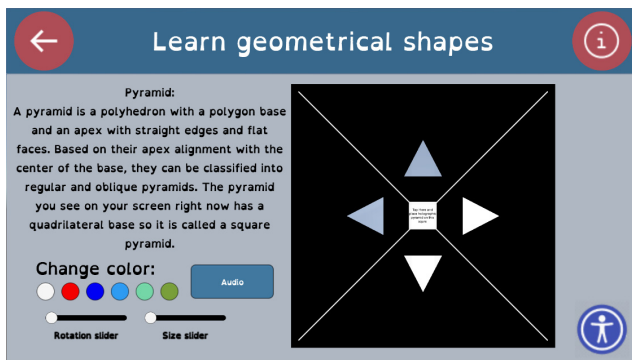 Learn geometrical shapes
i
Pyramid:
A pyramid is a polyhedron with a polygon base
and an apex with straight edges and flat
faces. Based on their apex alignment with the
center of the base, they can be classified into
regular and oblique pyramids. The pyramid
you see on your screen right now has a
quadrilateral base so it is called a square
pyramid.
Change color:
Audio
Rotation slider
Size slider